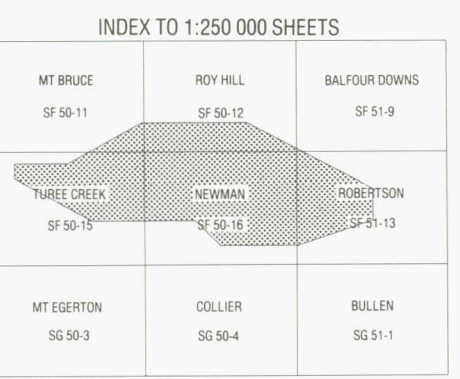 INDEX TO 1:250 000 SHEETS
MT BRUCE
SF 50-11
ROY HILL
SF 50-12
BALFOUR DOWNS
SF 51-9
TUREE CREEK
SF 50-15
NEWMAN
SF 50-16
ROBERTSON
SF 51-13
MT EGERTON
SG 50-3
COLLIER
SG 50-4
BULLEN
SG 51-1